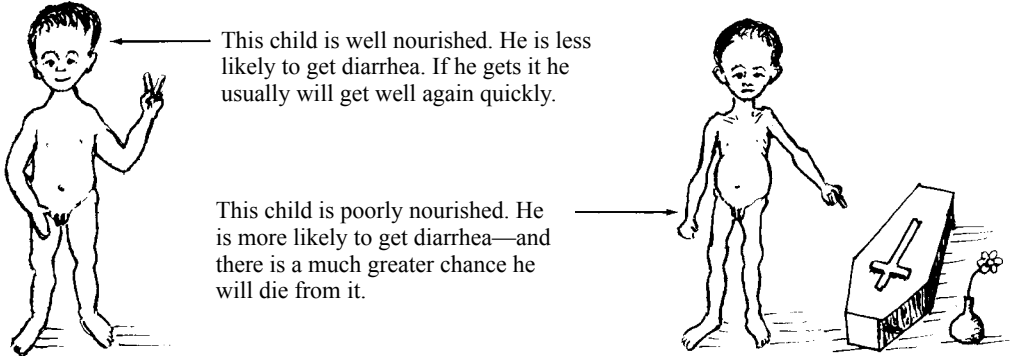 This child is well nourished. He is less
likely to get diarrhea. If he gets it he
usually will get well again quickly.
This child is poorly nourished. He
is more likely to get diarrhea—and
there is a much greater chance he
will die from it.